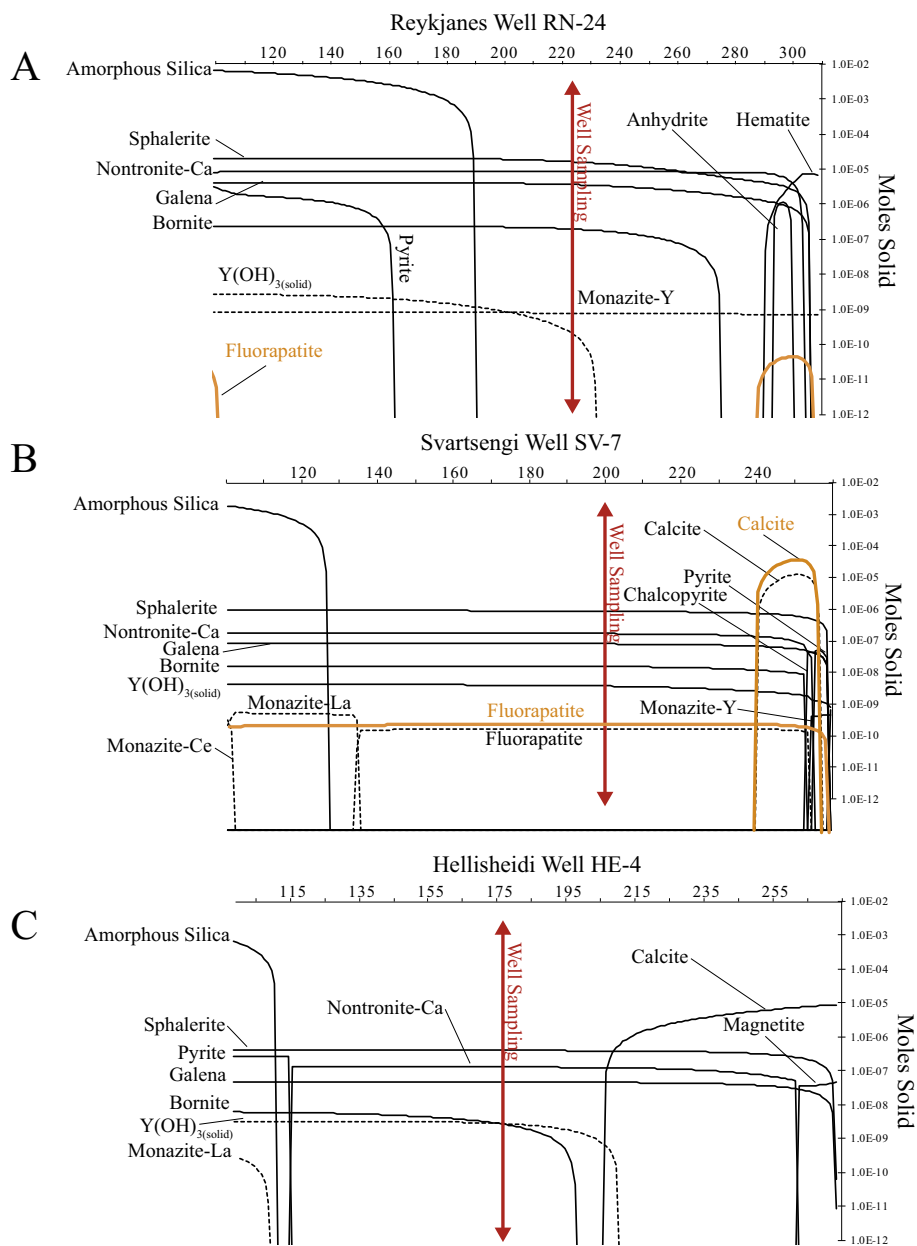 Reykjanes Well RN-24
A
120 140 160 180 200 220 240 260 280 300
Amorphous Silica
Sphalerite
Nontronite-Ca
Galena
Bornite
Pyrite
Y(OH)3(solid)
Fluorapatite
Well Sampling
Monazite-Y
Anhydrite
Hematite
1.0E-02
1.0E-03
1.0E-04
1.0E-05
1.0E-06
1.0E-07
1.0E-08
1.0E-09
1.0E-10
1.0E-11
1.0E-12
Moles Solid
Svartsengi Well SV-7
B
120 140 160 180 200 220 240
Amorphous Silica
Sphalerite
Nontronite-Ca
Galena
Bornite
Y(OH)3(solid)
Monazite-La
Monazite-Ce
Fluorapatite
Fluorapatite
Well Sampling
Calcite
Calcite
Pyrite
Chalcopyrite
Monazite-Y
1.0E-02
1.0E-03
1.0E-04
1.0E-05
1.0E-06
1.0E-07
1.0E-08
1.0E-09
1.0E-10
1.0E-11
1.0E-12
Moles Solid
Hellisheidi Well HE-4
C
115 135 155 175 195 215 235 255
Amorphous Silica
Sphalerite
Pyrite
Galena
Bornite
Y(OH)3(solid)
Monazite-La
Nontronite-Ca
Well Sampling
Calcite
Magnetite
1.0E-02
1.0E-03
1.0E-04
1.0E-05
1.0E-06
1.0E-07
1.0E-08
1.0E-09
1.0E-10
1.0E-11
1.0E-12
Moles Solid